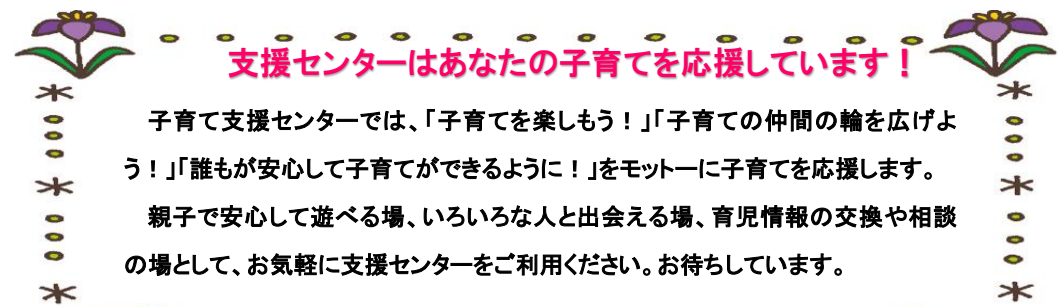 支援センターはあなたの子育てを応援しています！
子育て支援センターでは、「子育てを楽しもう！」「子育ての仲間の輪を広げよ
う！」「誰もが安心して子育てができるように！」をモットーに子育てを応援します。
親子で安心して遊べる場、いろいろな人と出会える場、育児情報の交換や相談
の場として、お気軽に支援センターをご利用ください。お待ちしています。